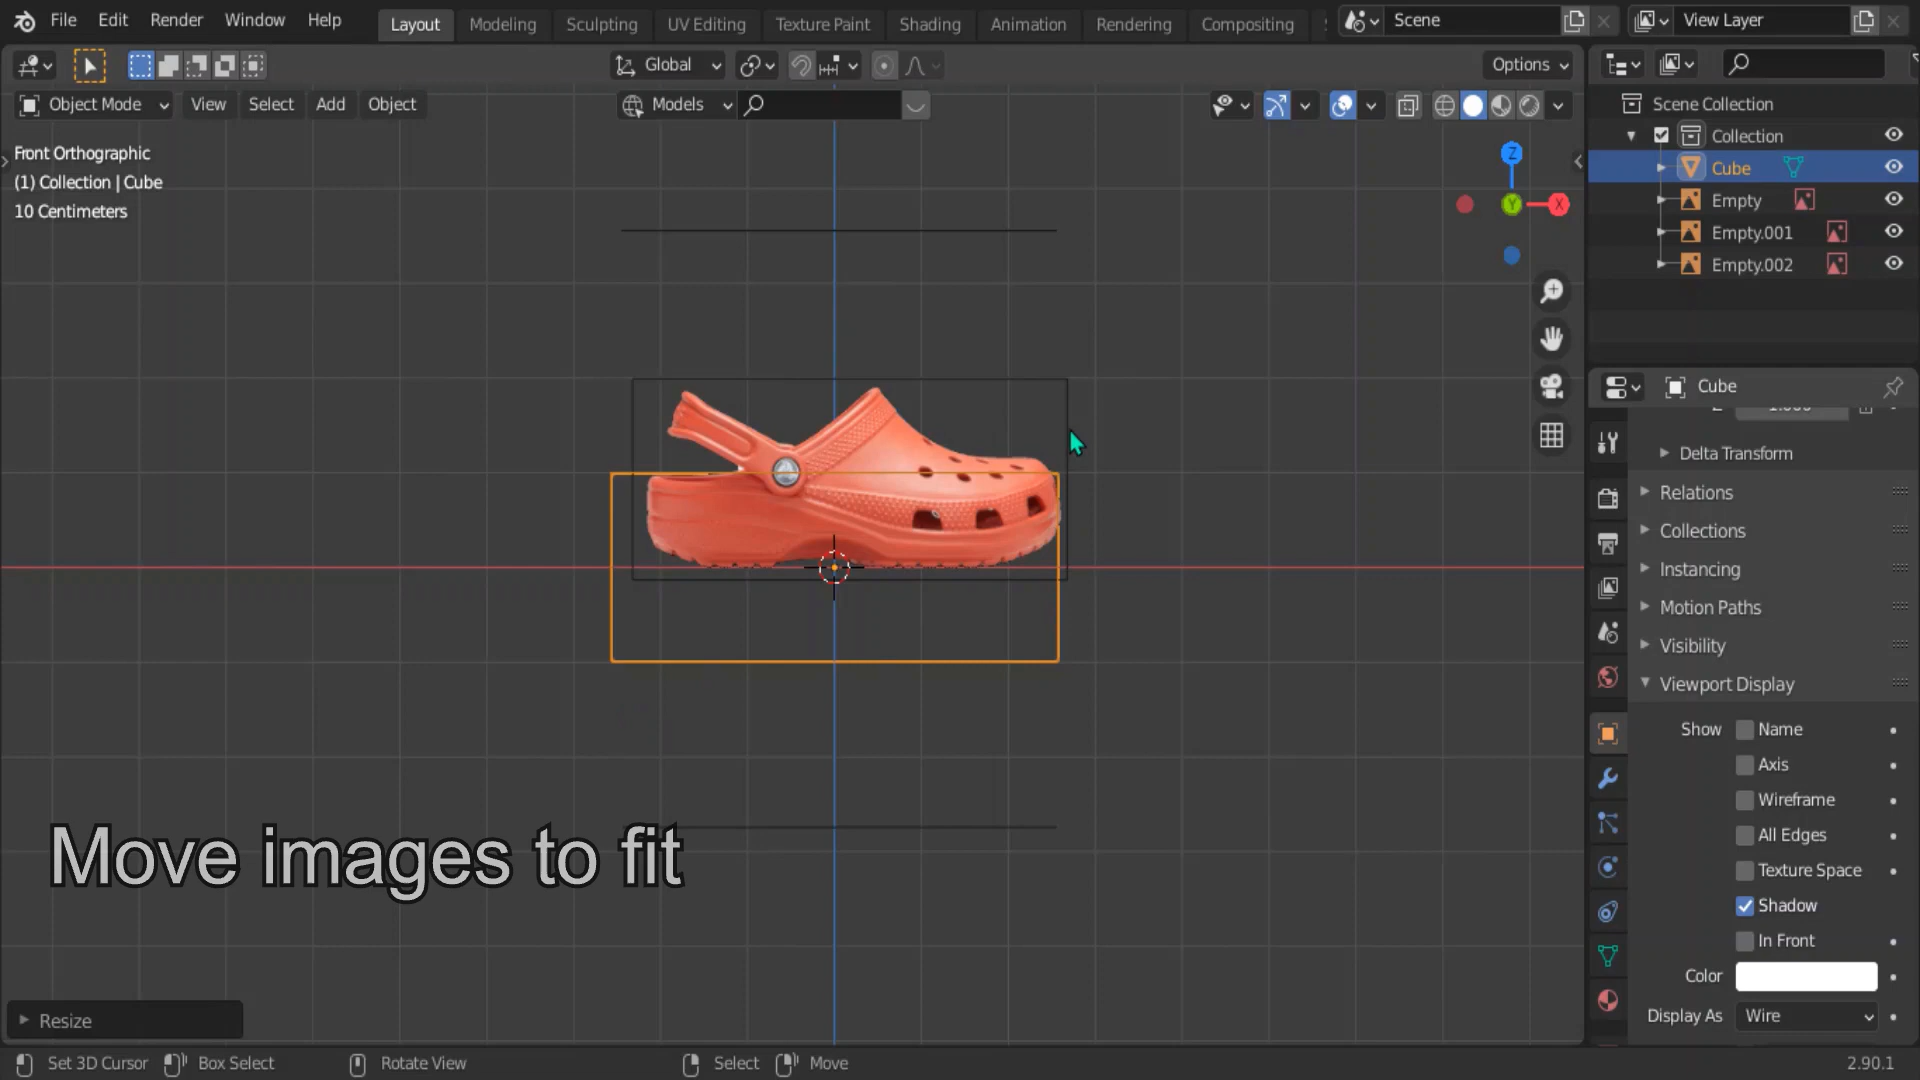 File Edit Render Window Help
Layout Modeling Sculpting UV Editing Texture Paint Shading Animation Rendering Compositing
Scene
View Layer
Global
Options
Object Mode View Select Add Object
Models
Front Orthographic
(1) Collection | Cube
10 Centimeters
Z
Y
X
Scene Collection
Collection
Cube
Empty
Empty.001
Empty.002
Cube
Delta Transform
Relations
Collections
Instancing
Motion Paths
Visibility
Viewport Display
Show Name
Axis
Wireframe
All Edges
Texture Space
Shadow
In Front
Color
Display As Wire
Move images to fit
Resize
Set 3D Cursor Box Select Rotate View Select Move 2.90.1